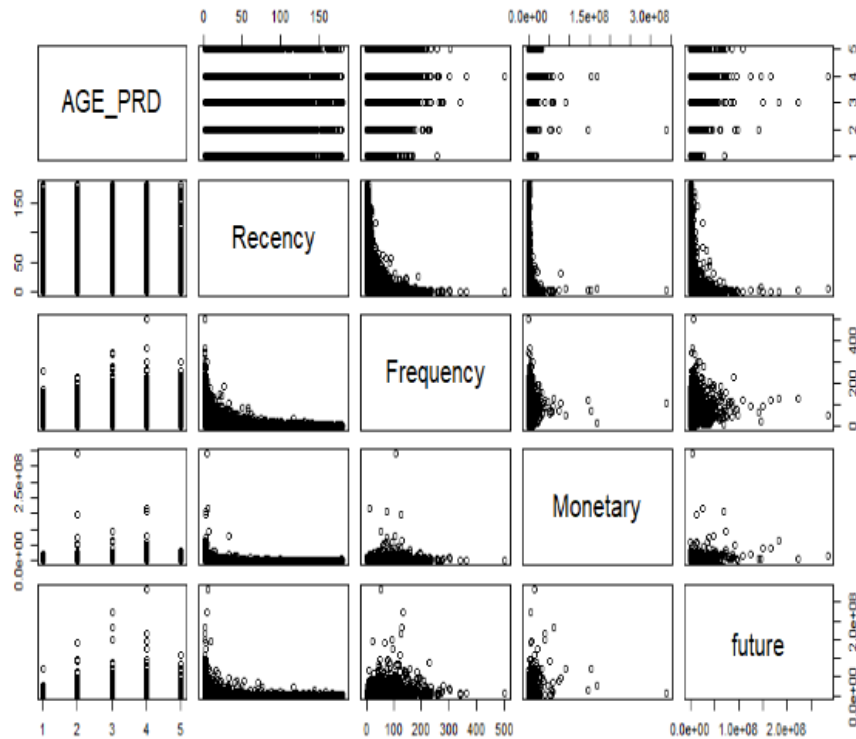 0 50 100 150
0.0e+00 1.5e+08 3.0e+08
AGE_PRD
1 2 3 4 5
0 50 150
Recency
Frequency
0 200 400
0.0e+00 2.5e+08
Monetary
future
0.0e+00 2.0e+08
1 2 3 4 5
0 100 200 300 400 500
0.0e+00 1.0e+08 2.0e+08